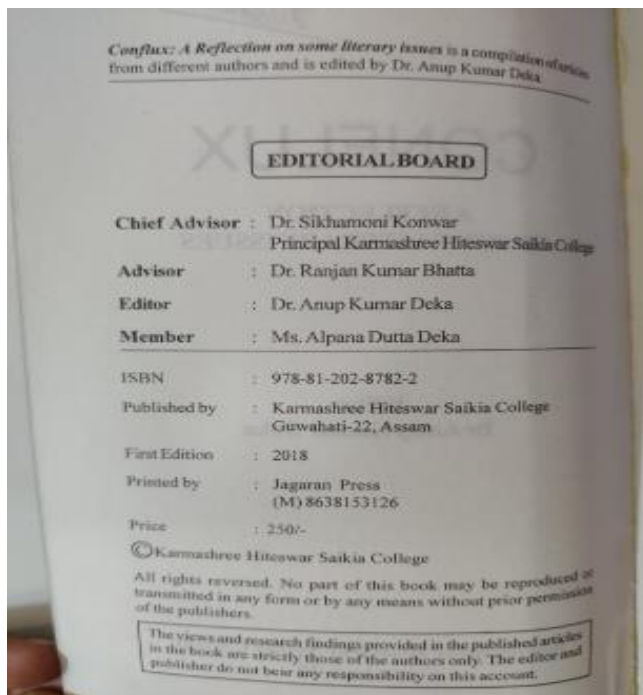 Conflux: A Reflection on some literary issues is a compilation of articles
from different authors and is edited by Dr. Anup Kumar Deka
EDITORIAL BOARD
Chief Advisor : Dr. Sikhamoni Konwar
Principal Karmashree Hiteswar Saikia College
Advisor : Dr. Ranjan Kumar Bhatta
Editor : Dr. Anup Kumar Deka
Member : Ms. Alpana Dutta Deka
ISBN : 978-81-202-8782-2
Published by : Karmashree Hiteswar Saikia College
Guwahati-22, Assam
First Edition : 2018
Printed by : Jagaran Press
(M) 8638153126
Price : 250/-
©Karmashree Hiteswar Saikia College
All rights reversed. No part of this book may be reproduced or
transmitted in any form or by any means without prior permission
of the publishers.
The views and research findings provided in the published articles
in the book are strictly those of the authors only. The editor and
publisher do not bear any responsibility on this account.